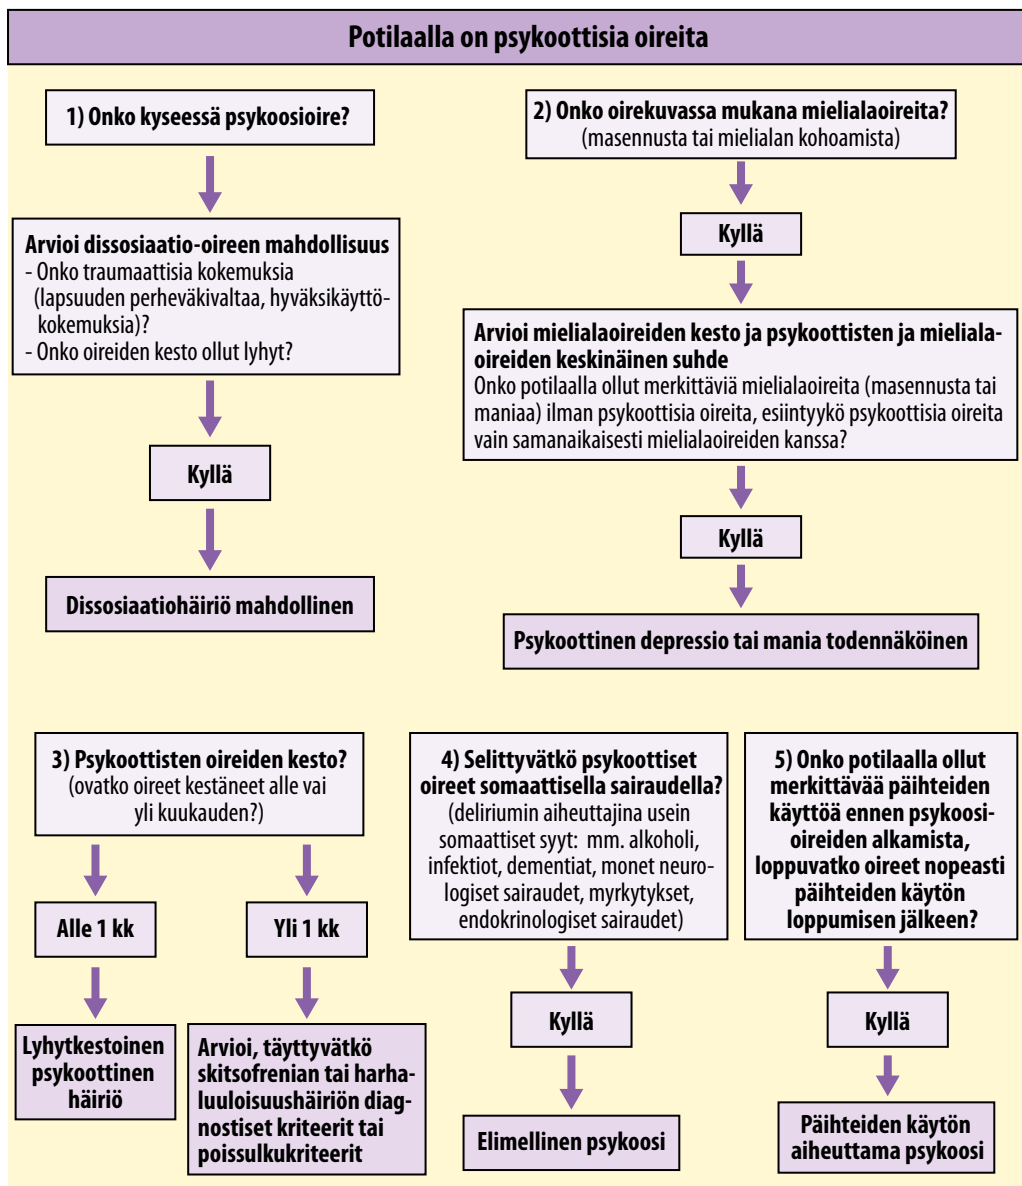 Potilaalla on psykoottisia oireita
1) Onko kyseessä psykoosioire?
Arvioi dissosiaatio-oireen mahdollisuus
- Onko traumaattisia kokemuksia
(lapsuuden perheväkivaltaa, hyväksikäyttö-
kokemuksia)?
- Onko oireiden kesto ollut lyhyt?
Kyllä
Dissosiaatiohäiriö mahdollinen
2) Onko oirekuvassa mukana mielialaoireita?
(masennusta tai mielialan kohoamista)
Kyllä
Arvioi mielialaoireiden kesto ja psykoottisten ja mieliala-
oireiden keskinäinen suhde
Onko potilaalla ollut merkittäviä mielialaoireita (masennusta tai
maniaa) ilman psykoottisia oireita, esiintyykö psykoottisia oireita
vain samanaikaisesti mielialaoireiden kanssa?
Kyllä
Psykoottinen depressio tai mania todennäköinen
3) Psykoottisten oireiden kesto?
(ovatko oireet kestäneet alle vai
yli kuukauden?)
Alle 1 kk
Lyhytkestoinen
psykoottinen
häiriö
Yli 1 kk
Arvioi, täyttyvätkö
skitsofrenian tai harha-
luuloisuushäiriön diag-
nostiset kriteerit tai
poissulkukriteerit
4) Selittyvätkö psykoottiset
oireet somaattisella sairaudella?
(deliriumin aiheuttajina usein
somaattiset syyt: mm. alkoholi,
infektiot, dementiat, monet neuro-
logiset sairaudet, myrkytykset,
endokrinologiset sairaudet)
Kyllä
Elimellinen psykoosi
5) Onko potilaalla ollut
merkittävää päihteiden
käyttöä ennen psykoosi-
oireiden alkamista,
loppuvatko oireet nopeasti
päihteiden käytön
loppumisen jälkeen?
Kyllä
Päihteiden käytön
aiheuttama psykoosi